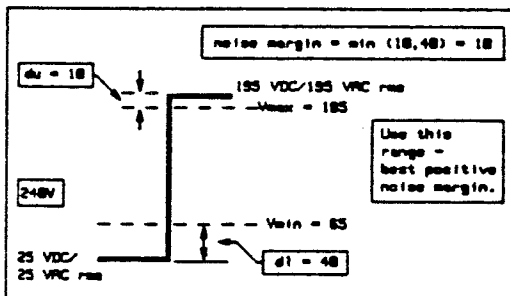 noise margin = min (10,40) = 10
du = 10
195 VDC/195 VAC rms
Vmax = 185
Use this
range -
best positive
noise margin.
240V
Vmin = 65
25 VDC/
25 VAC rms
dl = 40